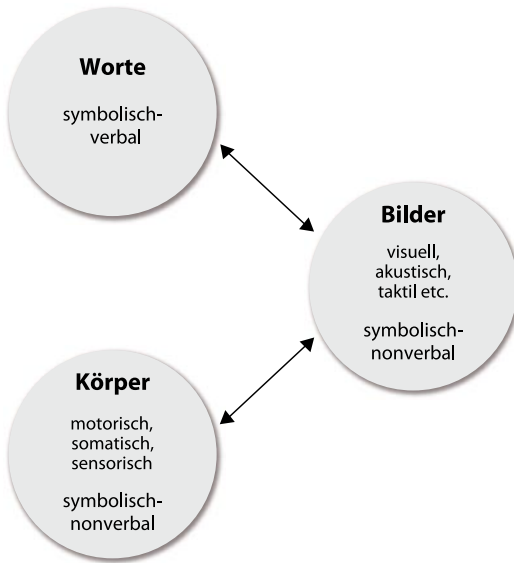 Worte
symbolisch-
verbal
Bilder
visuell,
akustisch,
taktil etc.
symbolisch-
nonverbal
Körper
motorisch,
somatisch,
sensorisch
symbolisch-
nonverbal